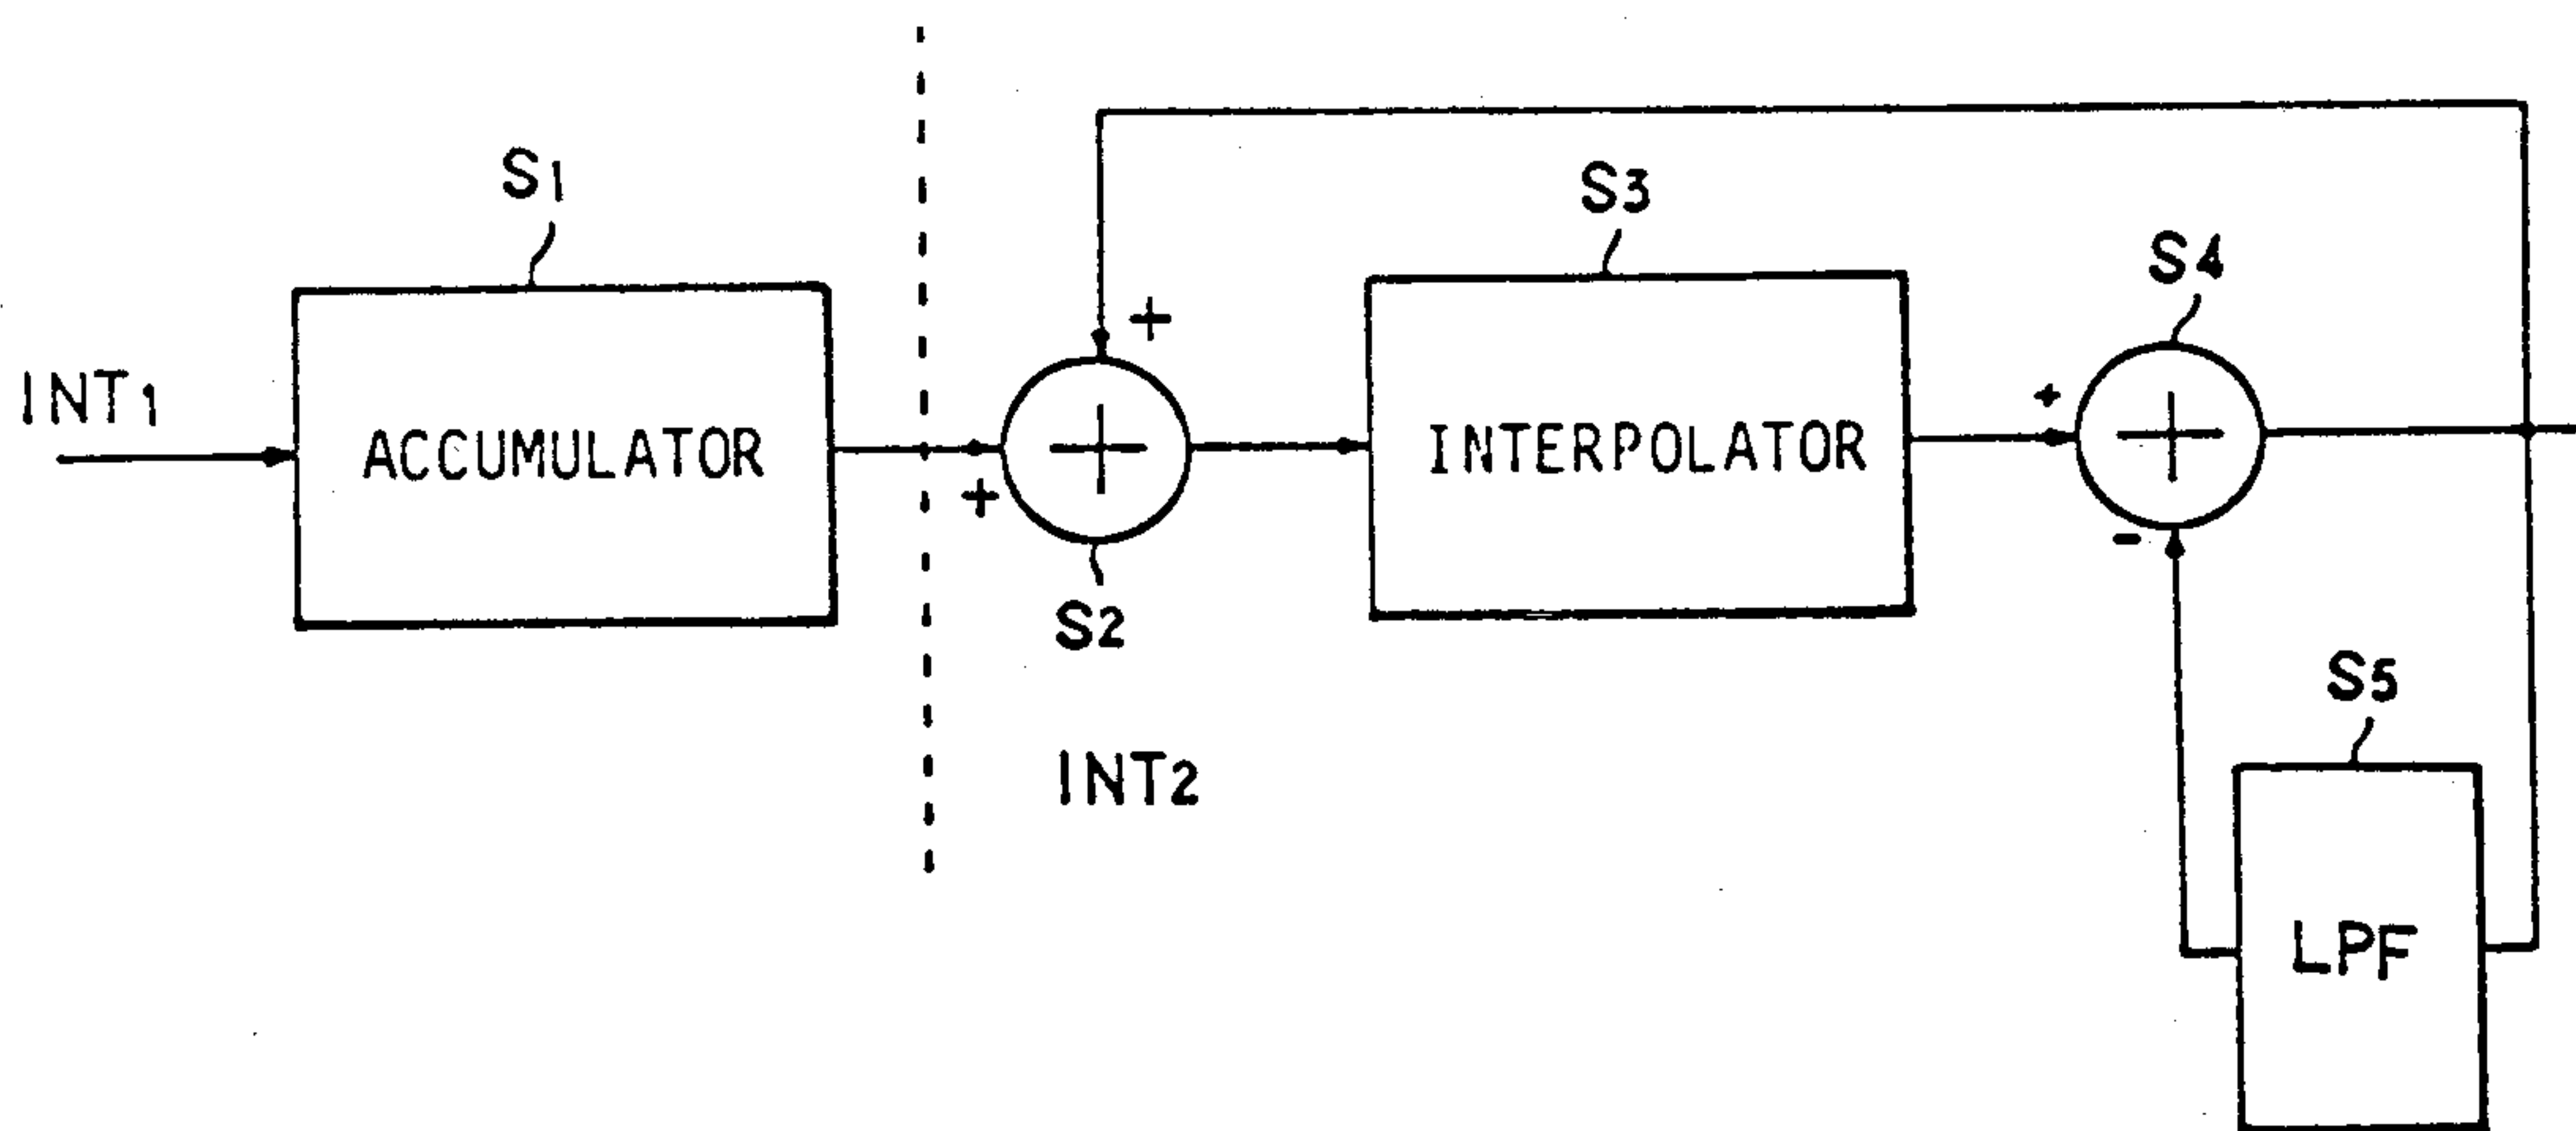 S1
S3
S4
+
INT1
ACCUMULATOR
+
+
INTERPOLATOR
+
-
S2
S5
INT2
LPF